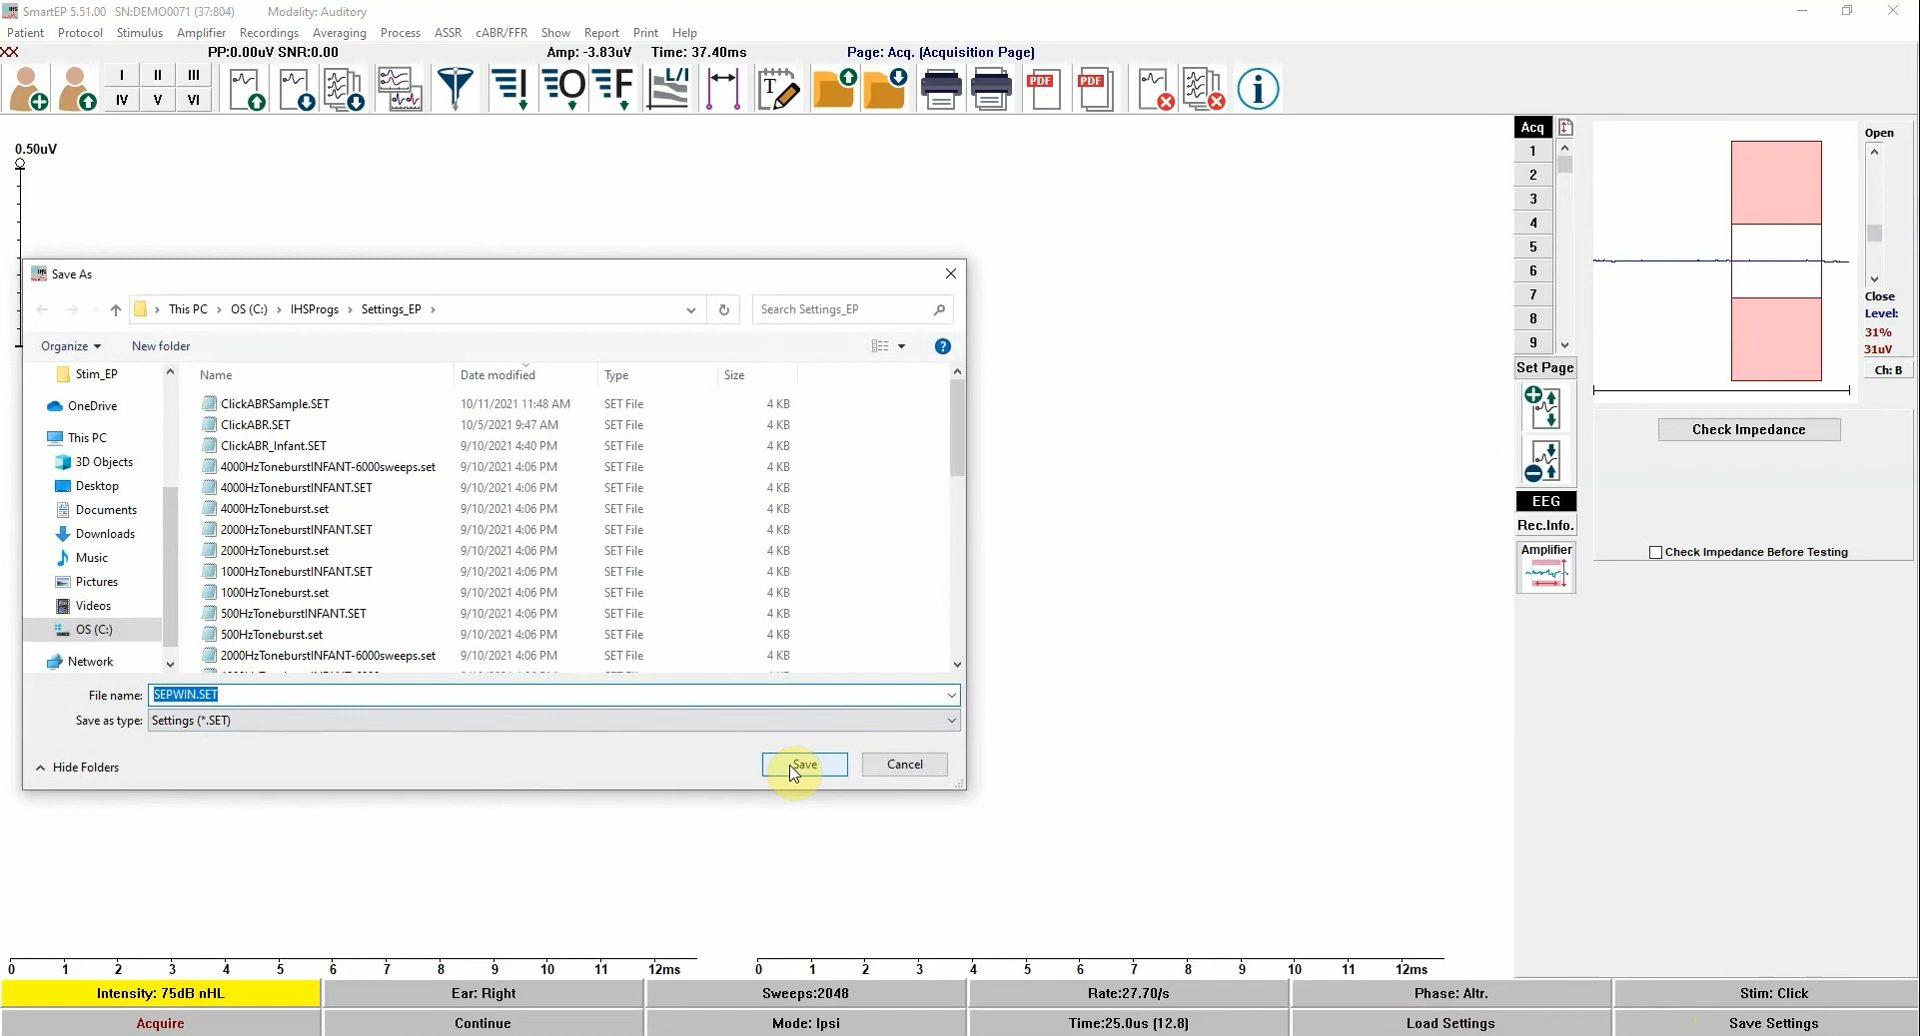 SmartEP 5.51.00 SN:DEMO0071 (37:804) Modality: Auditory
Patient Protocol Stimulus Amplifier Recordings Averaging Process ASSR cABR/FFR Show Report Print Help
PP:0.00uV SNR:0.00 Amp: -3.83uV Time: 37.40ms Page: Acq. (Acquisition Page)
I II III
IV V VI
I O F L/I T PDF PDF i
0.50uV
Save As
This PC › OS (C:) › IHSProgs › Settings_EP ›
Search Settings_EP
Organize New folder
Stim_EP
OneDrive
This PC
3D Objects
Desktop
Documents
Downloads
Music
Pictures
Videos
OS (C:)
Network
Name Date modified Type Size
ClickABRSample.SET 10/11/2021 11:48 AM SET File 4 KB
ClickABR.SET 10/5/2021 9:47 AM SET File 4 KB
ClickABR_Infant.SET 9/10/2021 4:40 PM SET File 4 KB
4000HzToneburstINFANT-6000sweeps.set 9/10/2021 4:06 PM SET File 4 KB
4000HzToneburstINFANT.SET 9/10/2021 4:06 PM SET File 4 KB
4000HzToneburst.set 9/10/2021 4:06 PM SET File 4 KB
2000HzToneburstINFANT.SET 9/10/2021 4:06 PM SET File 4 KB
2000HzToneburst.set 9/10/2021 4:06 PM SET File 4 KB
1000HzToneburstINFANT.SET 9/10/2021 4:06 PM SET File 4 KB
1000HzToneburst.set 9/10/2021 4:06 PM SET File 4 KB
500HzToneburstINFANT.SET 9/10/2021 4:06 PM SET File 4 KB
500HzToneburst.set 9/10/2021 4:06 PM SET File 4 KB
2000HzToneburstINFANT-6000sweeps.set 9/10/2021 4:06 PM SET File 4 KB
File name: SEPWIN.SET
Save as type: Settings (*.SET)
Hide Folders
Save Cancel
Acq
1
2
3
4
5
6
7
8
9
Set Page
EEG
Rec.Info.
Amplifier
Open
Close
Level:
31%
31uV
Ch: B
Check Impedance
Check Impedance Before Testing
0 1 2 3 4 5 6 7 8 9 10 11 12ms
0 1 2 3 4 5 6 7 8 9 10 11 12ms
Intensity: 75dB nHL Ear: Right Sweeps:2048 Rate:27.70/s Phase: Altr. Stim: Click
Acquire Continue Mode: Ipsi Time:25.0us (12.8) Load Settings Save Settings